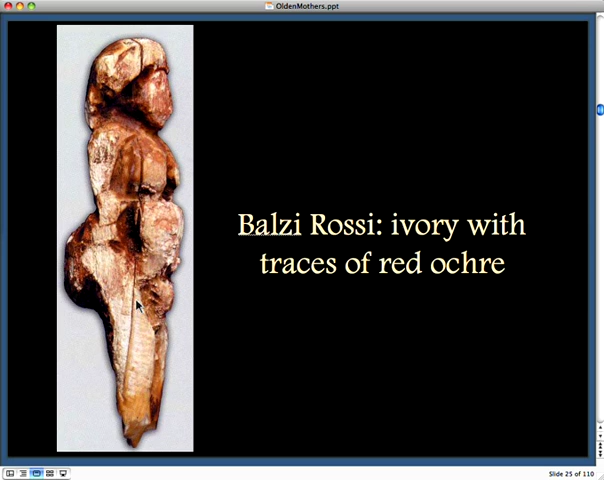 OldenMothers.ppt
Balzi Rossi: ivory with
traces of red ochre
Slide 25 of 110